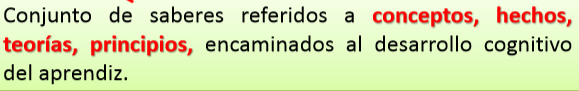 Conjunto de saberes referidos a conceptos, hechos,
teorías, principios, encaminados al desarrollo cognitivo
del aprendiz.